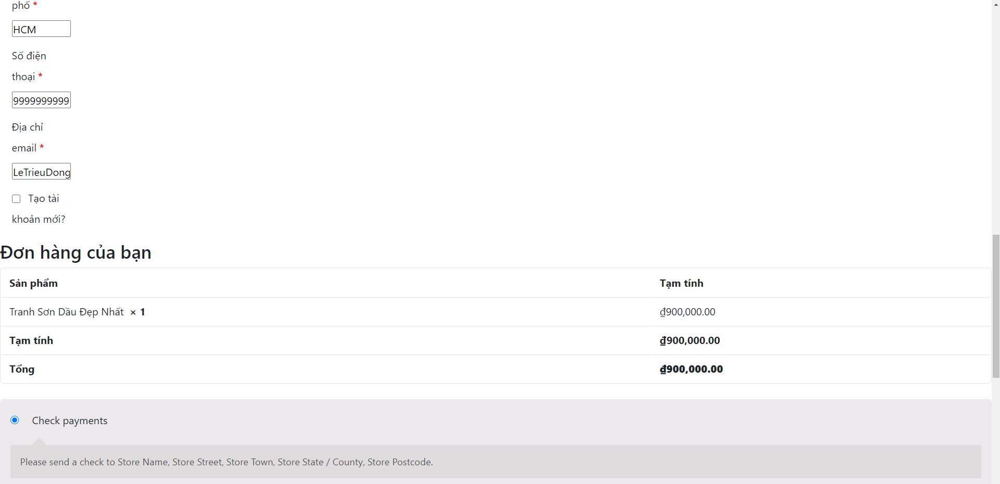 phố *
HCM
Số điện
thoại *
9999999999
Địa chỉ
email *
LeTrieuDong
Tạo tài
khoản mới?
Đơn hàng của bạn
Sản phẩm Tạm tính
Tranh Sơn Dầu Đẹp Nhất × 1 ₫900,000.00
Tạm tính ₫900,000.00
Tổng ₫900,000.00
Check payments
Please send a check to Store Name, Store Street, Store Town, Store State / County, Store Postcode.